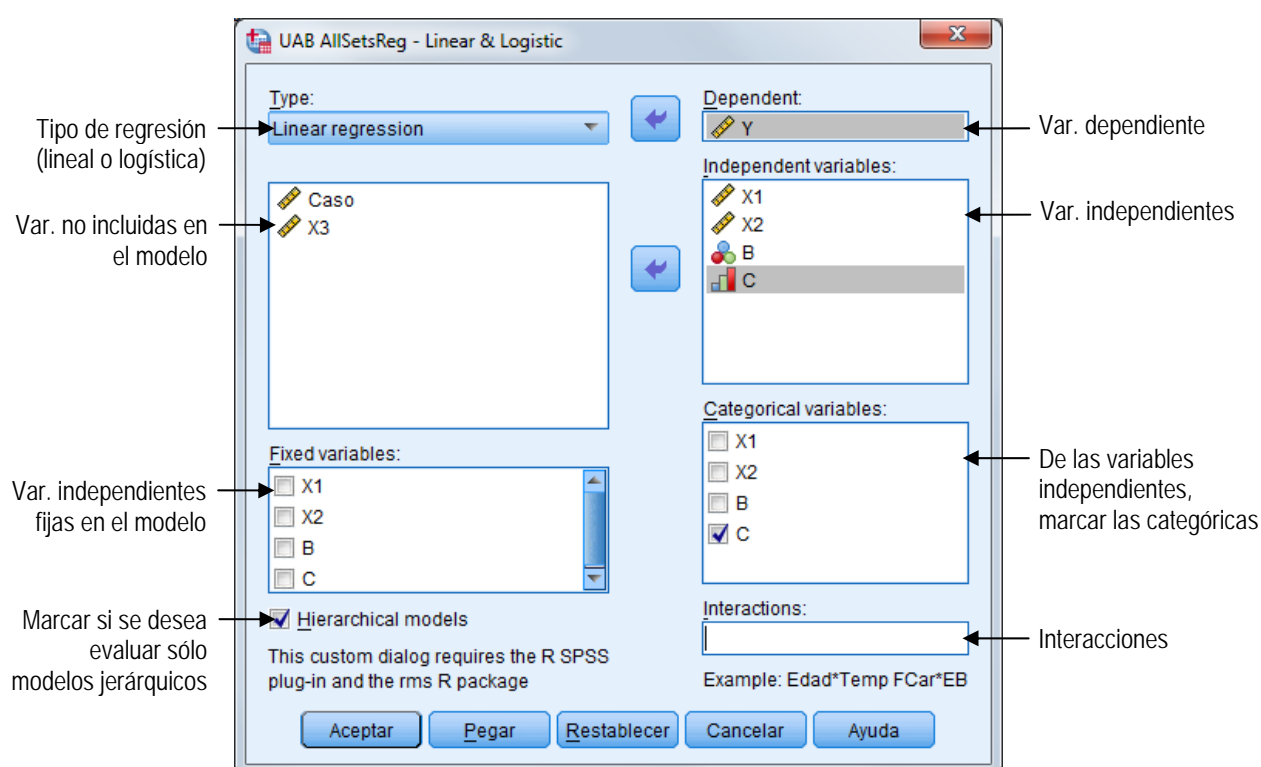 UAB AllSetsReg - Linear & Logistic
Type:
Linear regression
Dependent:
Y
Tipo de regresión
(lineal o logística)
Var. dependiente
Independent variables:
X1
X2
B
C
Var. independientes
Caso
X3
Var. no incluidas en
el modelo
Categorical variables:
X1
X2
B
C
De las variables
independientes,
marcar las categóricas
Fixed variables:
X1
X2
B
C
Var. independientes
fijas en el modelo
Hierarchical models
Marcar si se desea
evaluar sólo
modelos jerárquicos
This custom dialog requires the R SPSS
plug-in and the rms R package
Interactions:
Interacciones
Example: Edad*Temp FCar*EB
Aceptar
Pegar
Restablecer
Cancelar
Ayuda